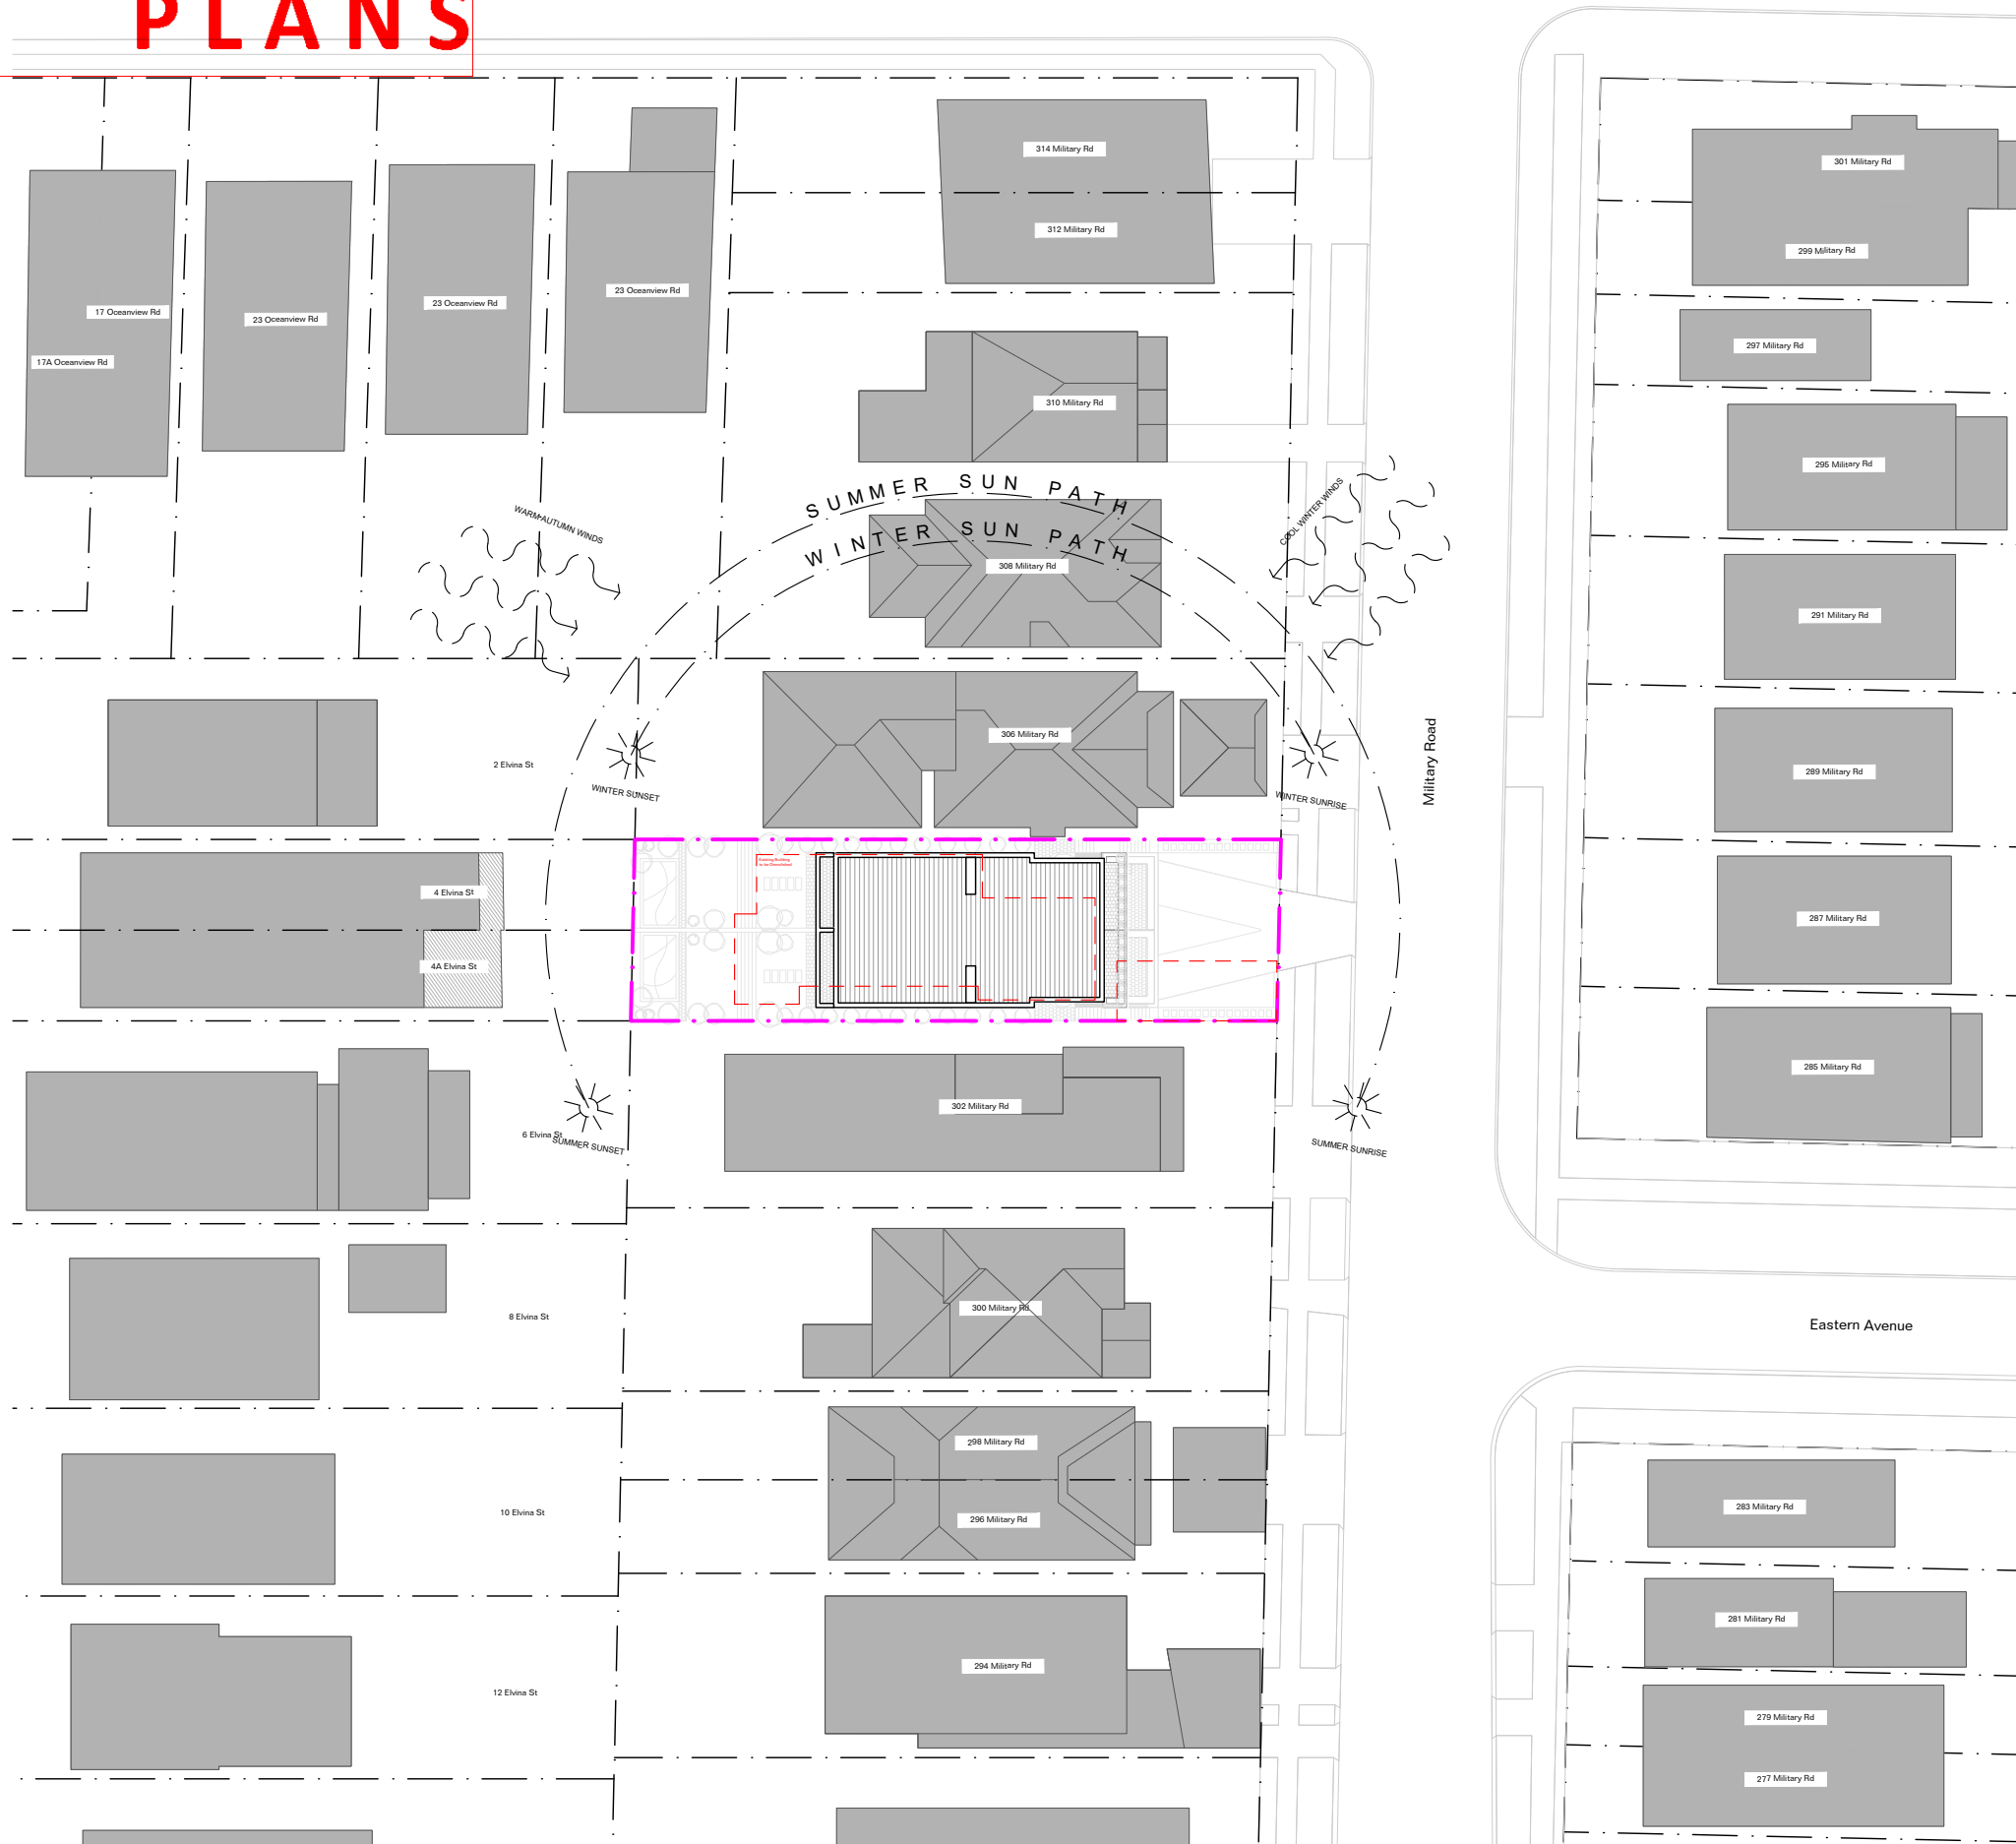 PLANS
314 Military Rd
301 Military Rd
312 Military Rd
299 Military Rd
17 Oceanview Rd
23 Oceanview Rd
23 Oceanview Rd
23 Oceanview Rd
17A Oceanview Rd
297 Military Rd
310 Military Rd
295 Military Rd
SUMMER SUN PATH
WINTER SUN PATH
WARM AUTUMN WINDS
COOL WINTER WINDS
308 Military Rd
291 Military Rd
306 Military Rd
2 Elvina St
Military Road
289 Military Rd
WINTER SUNSET
WINTER SUNRISE
Existing Building
to be Demolished
4 Elvina St
287 Military Rd
4A Elvina St
285 Military Rd
302 Military Rd
6 Elvina St
SUMMER SUNSET
SUMMER SUNRISE
300 Military Rd
8 Elvina St
Eastern Avenue
298 Military Rd
283 Military Rd
10 Elvina St
296 Military Rd
281 Military Rd
294 Military Rd
12 Elvina St
279 Military Rd
277 Military Rd